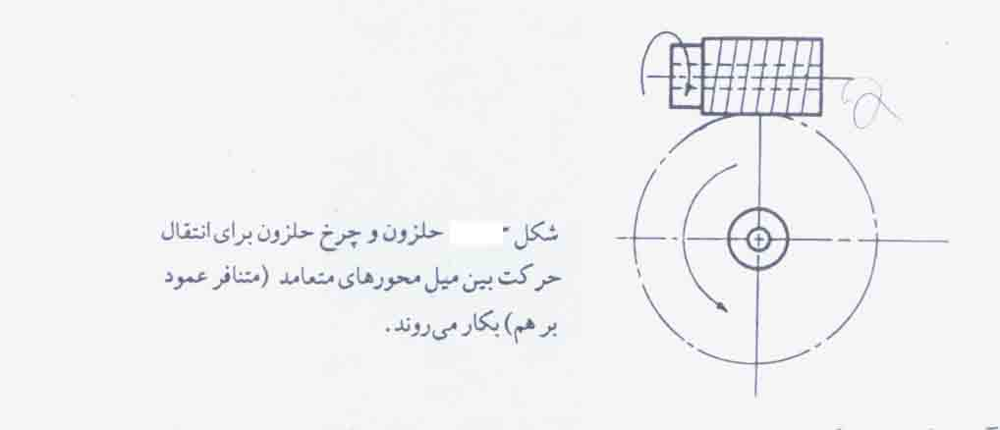 شکل حلزون و چرخ حلزون برای انتقال
حرکت بین میل محورهای متعامد (متنافر عمود
بر هم) بکار می‌روند.